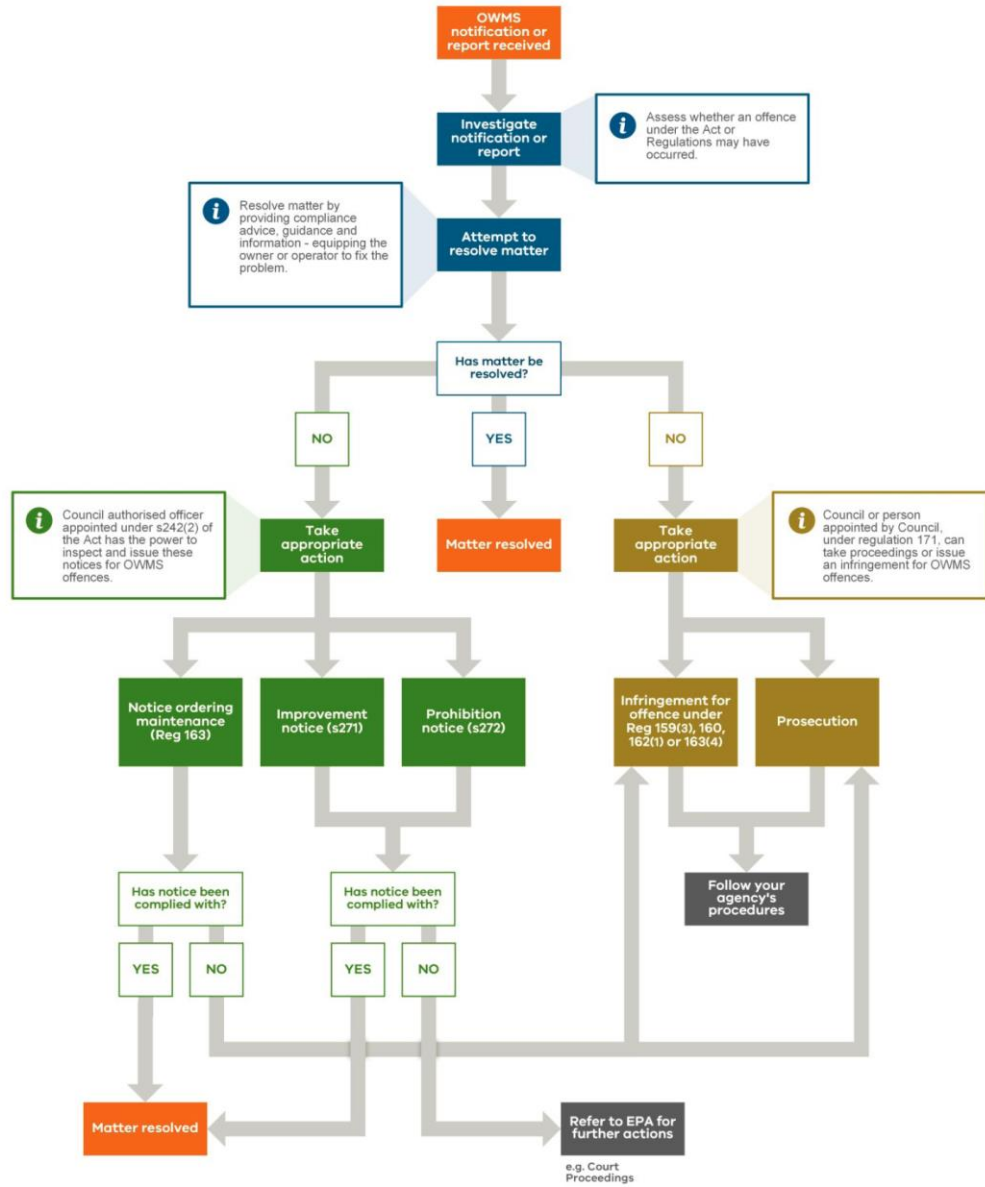 OWMS
notification or
report received
Investigate
notification or
report
i
Assess whether an offence
under the Act or
Regulations may have
occurred.
i
Resolve matter by
providing compliance
advice, guidance and
information - equipping the
owner or operator to fix the
problem.
Attempt to
resolve matter
Has matter be
resolved?
NO
YES
NO
i
Council authorised officer
appointed under s242(2) of
the Act has the power to
inspect and issue these
notices for OWMS
offences.
Take
appropriate
action
Matter resolved
Take
appropriate
action
i
Council or person
appointed by Council,
under regulation 171, can
take proceedings or issue
an infringement for OWMS
offences.
Notice ordering
maintenance
(Reg 163)
Improvement
notice (s271)
Prohibition
notice (s272)
Infringement for
offence under
Reg 159(3), 160,
162(1) or 163(4)
Prosecution
Has notice been
complied with?
Has notice been
complied with?
Follow your
agency's
procedures
YES
NO
YES
NO
Matter resolved
Refer to EPA for
further actions
e.g. Court
Proceedings